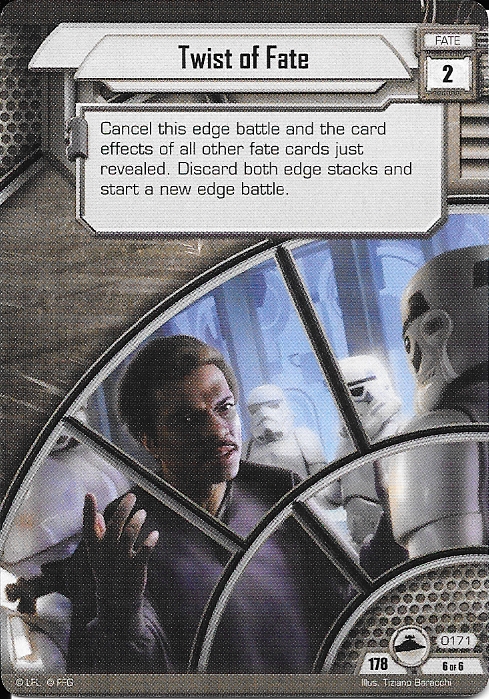 Twist of Fate
FATE
2
Cancel this edge battle and the card
effects of all other fate cards just
revealed. Discard both edge stacks and
start a new edge battle.
0171
178
6 OF 6
© LFL © FFG
Illus. Tiziano Baracchi